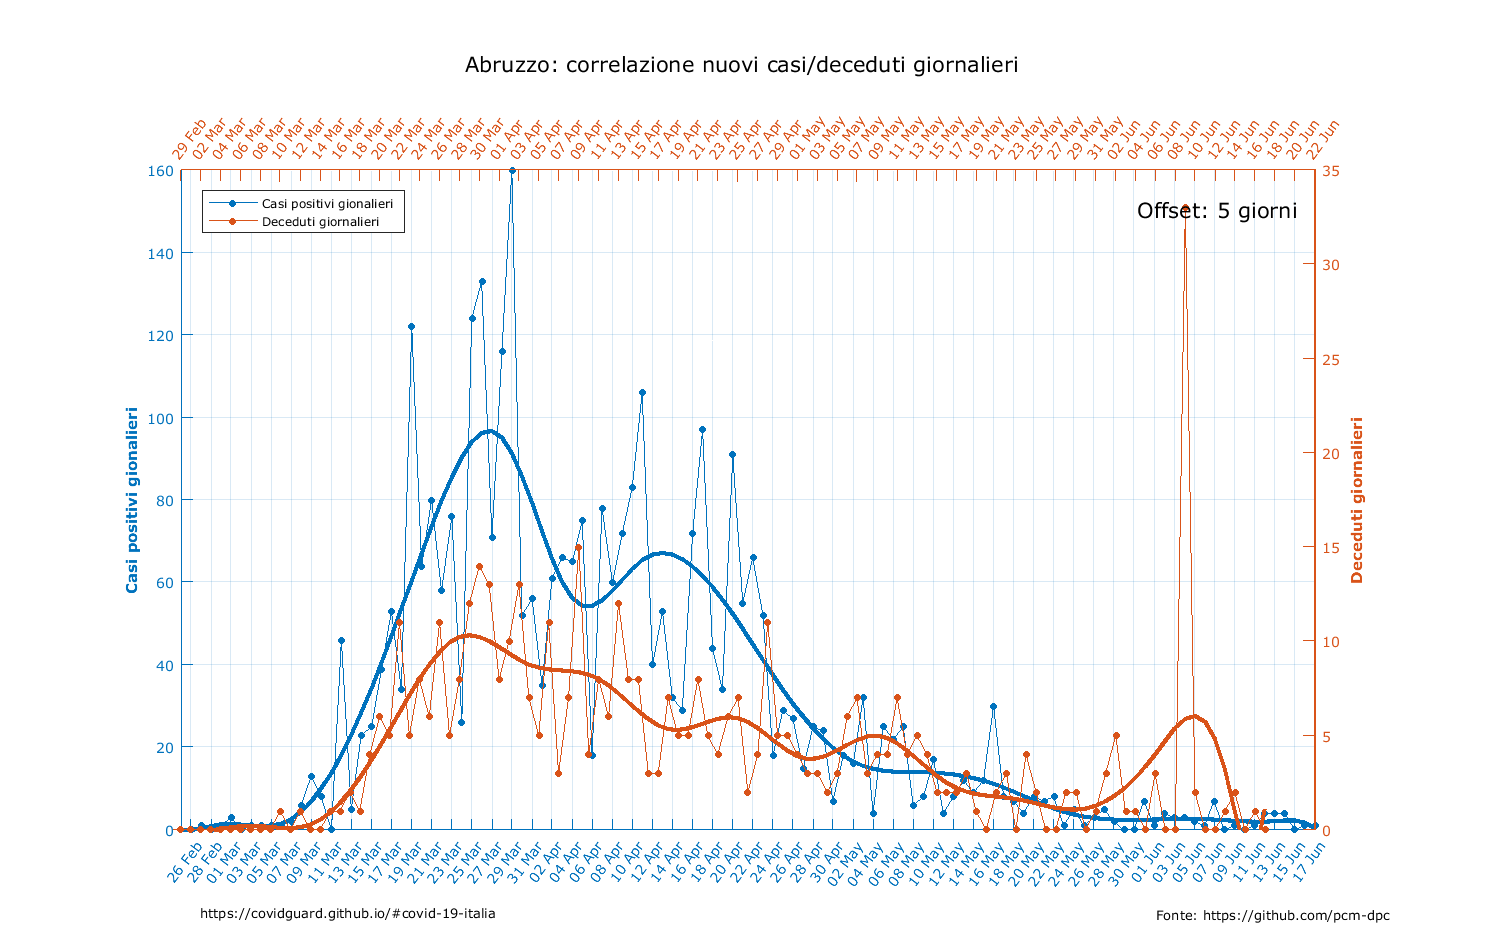 Abruzzo: correlazione nuovi casi/deceduti giornalieri
29 Feb
02 Mar
04 Mar
06 Mar
08 Mar
10 Mar
12 Mar
14 Mar
16 Mar
18 Mar
20 Mar
22 Mar
24 Mar
26 Mar
28 Mar
30 Mar
01 Apr
03 Apr
05 Apr
07 Apr
09 Apr
11 Apr
13 Apr
15 Apr
17 Apr
19 Apr
21 Apr
23 Apr
25 Apr
27 Apr
29 Apr
01 May
03 May
05 May
07 May
09 May
11 May
13 May
15 May
17 May
19 May
21 May
23 May
25 May
27 May
29 May
31 May
02 Jun
04 Jun
06 Jun
08 Jun
10 Jun
12 Jun
14 Jun
16 Jun
18 Jun
20 Jun
22 Jun
160
140
120
100
80
60
40
20
0
Casi positivi gionalieri
Casi positivi gionalieri
Deceduti giornalieri
Offset: 5 giorni
35
30
25
20
15
10
5
0
Deceduti giornalieri
26 Feb
28 Feb
01 Mar
03 Mar
05 Mar
07 Mar
09 Mar
11 Mar
13 Mar
15 Mar
17 Mar
19 Mar
21 Mar
23 Mar
25 Mar
27 Mar
29 Mar
31 Mar
02 Apr
04 Apr
06 Apr
08 Apr
10 Apr
12 Apr
14 Apr
16 Apr
18 Apr
20 Apr
22 Apr
24 Apr
26 Apr
28 Apr
30 Apr
02 May
04 May
06 May
08 May
10 May
12 May
14 May
16 May
18 May
20 May
22 May
24 May
26 May
28 May
30 May
01 Jun
03 Jun
05 Jun
07 Jun
09 Jun
11 Jun
13 Jun
15 Jun
17 Jun
https://covidguard.github.io/#covid-19-italia
Fonte: https://github.com/pcm-dpc